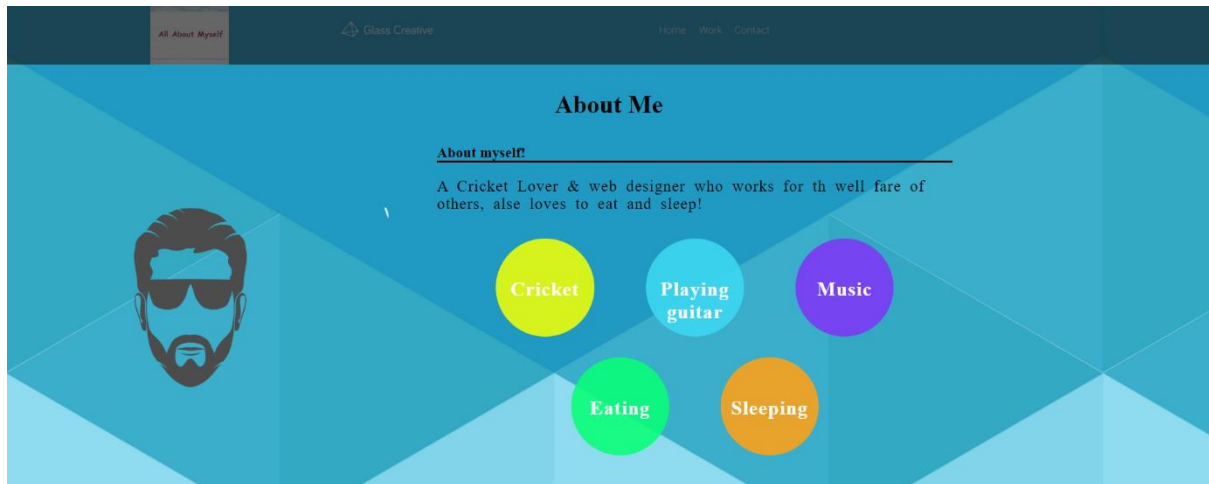 All About Myself
Glass Creative
Home Work Contact
About Me
About myself!
A Cricket Lover & web designer who works for th well fare of
others, alse loves to eat and sleep!
Cricket
Playing
guitar
Music
Eating
Sleeping